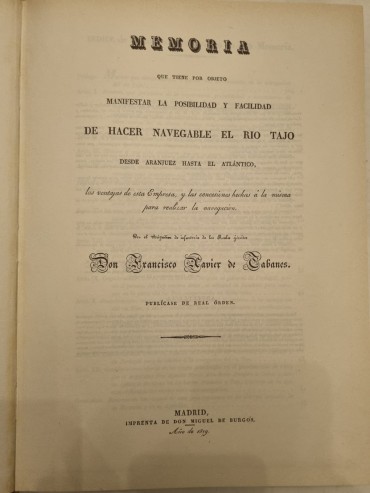 MEMORIA
QUE TIENE POR OBJETO
MANIFESTAR LA POSIBILIDAD Y FACILIDAD
DE HACER NAVEGABLE EL RIO TAJO
DESDE ARANJUEZ HASTA EL ATLÁNTICO,
las ventajas de esta Empresa, y las concesiones hechas á la misma
para realizar la navegacion.
Por el Brigadier de infantería de los Reales
Don Francisco Xavier de Cabanes.
PUBLÍCASE DE REAL ÓRDEN.
MADRID,
IMPRENTA DE DON MIGUEL DE BURGOS.
Año de